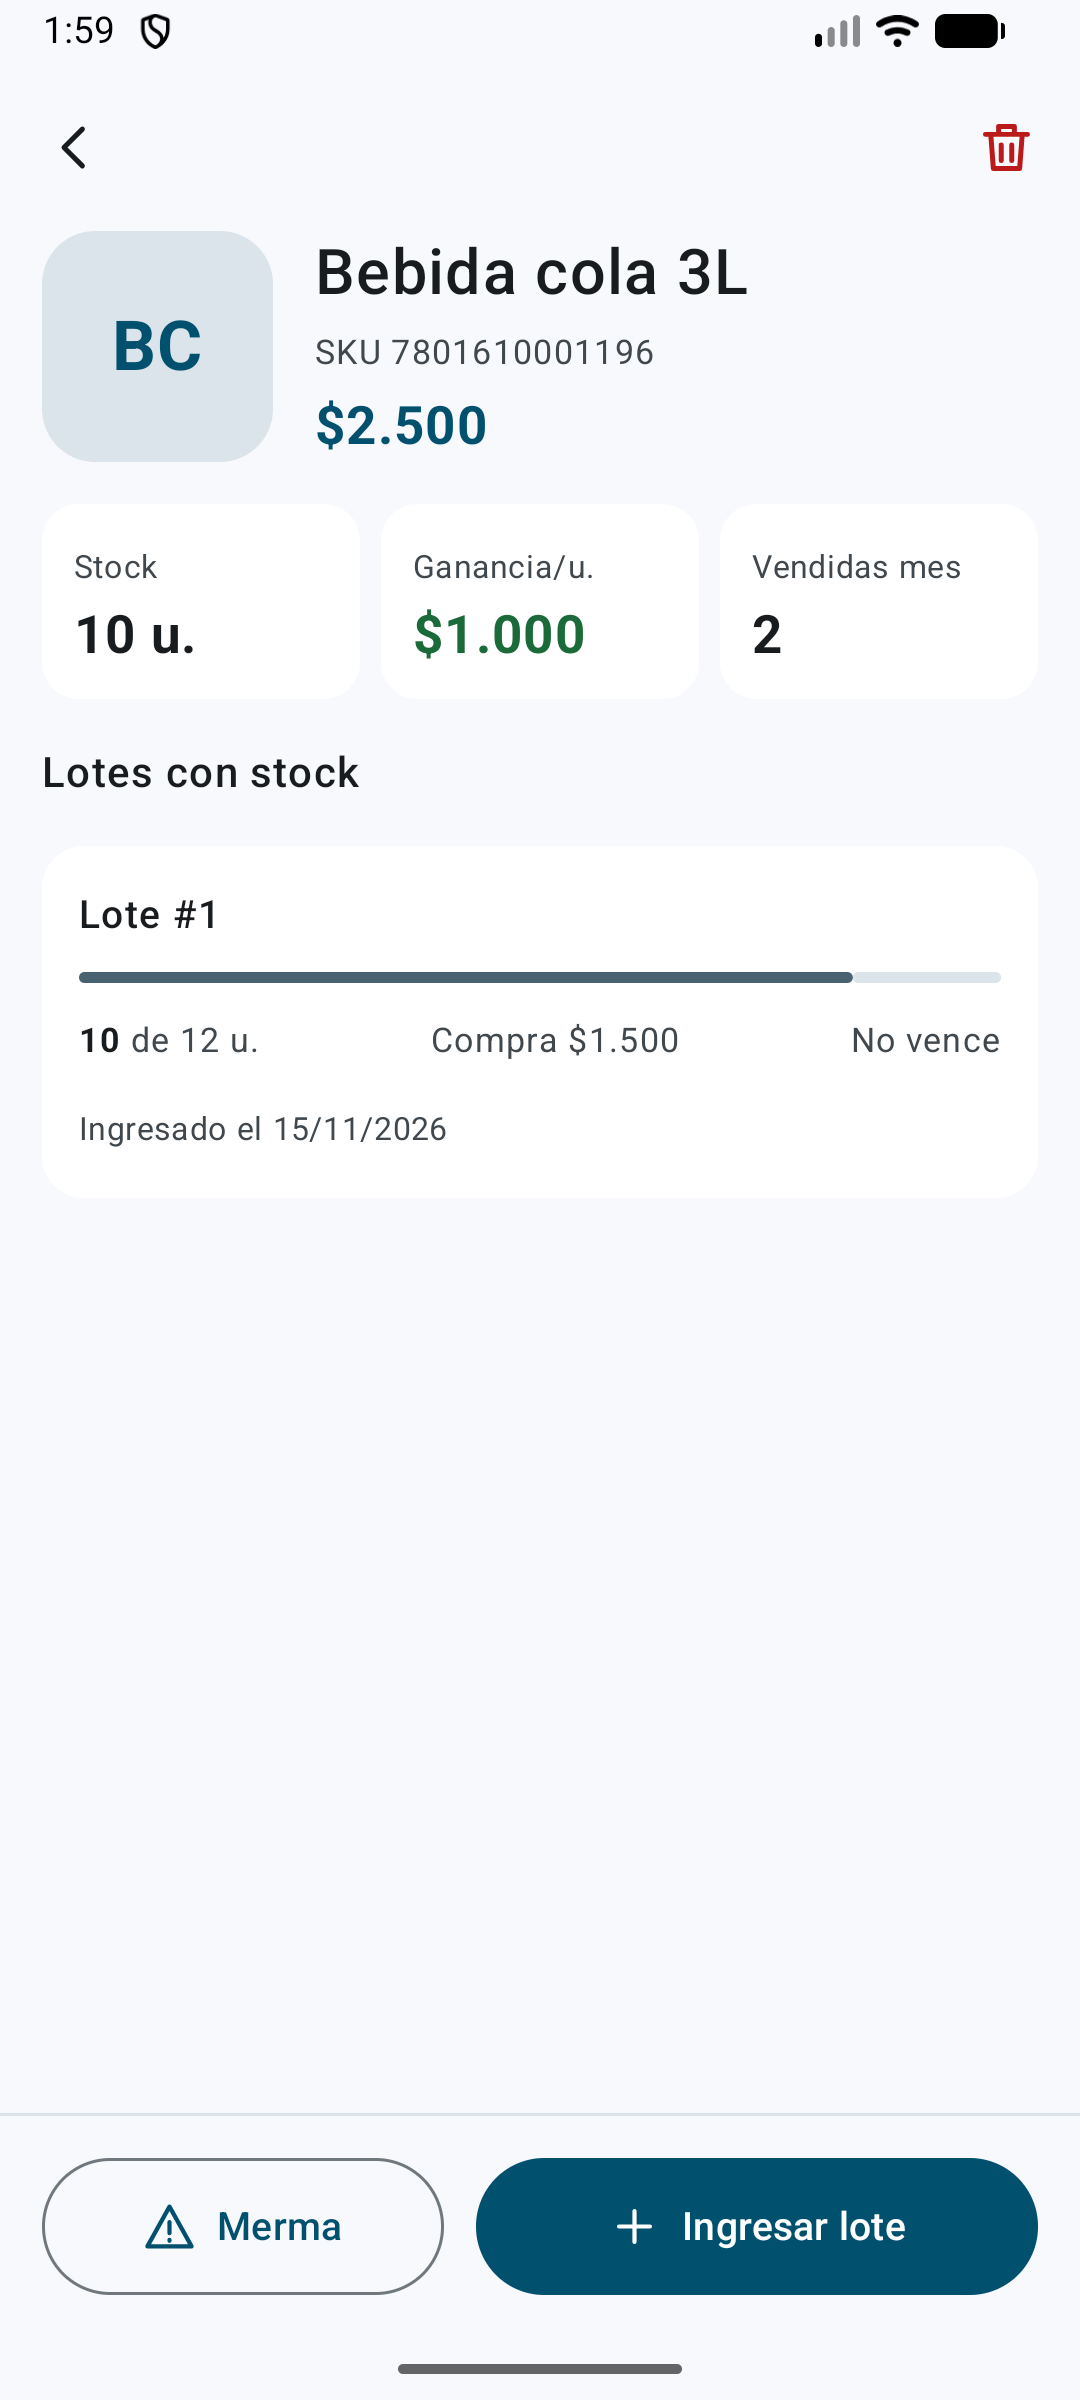 1:59
Bebida cola 3L
BC
SKU 7801610001196
$2.500
Stock
10 u.
Ganancia/u.
$1.000
Vendidas mes
2
Lotes con stock
Lote #1
10 de 12 u. Compra $1.500 No vence
Ingresado el 15/11/2026
Merma
Ingresar lote